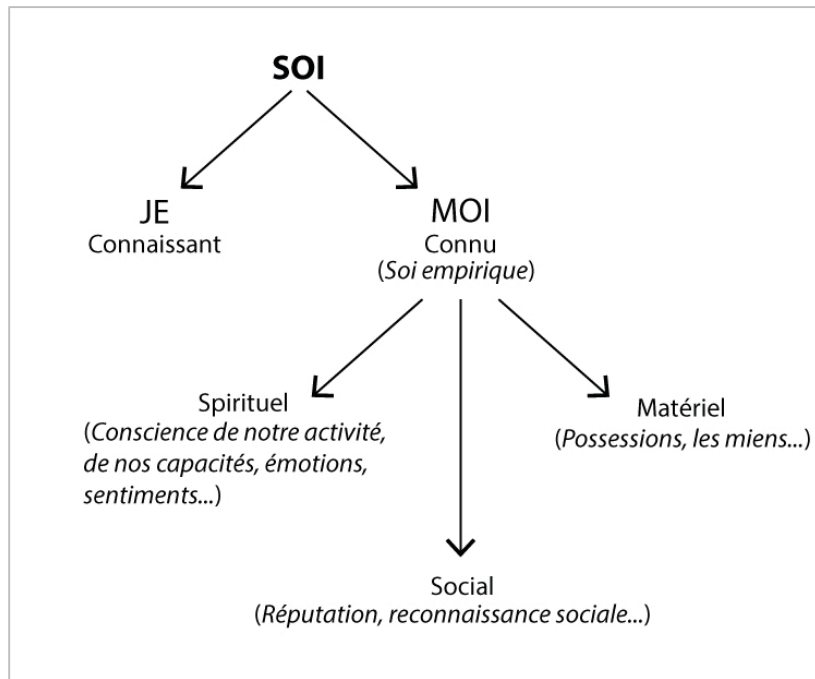 SOI
JE
Connaissant
MOI
Connu
(Soi empirique)
Spirituel
(Conscience de notre activité,
de nos capacités, émotions,
sentiments...)
Matériel
(Possessions, les miens...)
Social
(Réputation, reconnaissance sociale...)